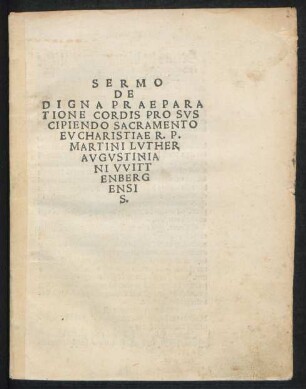 SERMO
DE
DIGNA PRAEPARA
TIONE CORDIS PRO SVS
CIPIENDO SACRAMENTO
EVCHARISTIAE R. P.
MARTINI LVTHER
AVGVSTINIA
NI VVITT
ENBERG
ENSI
S.